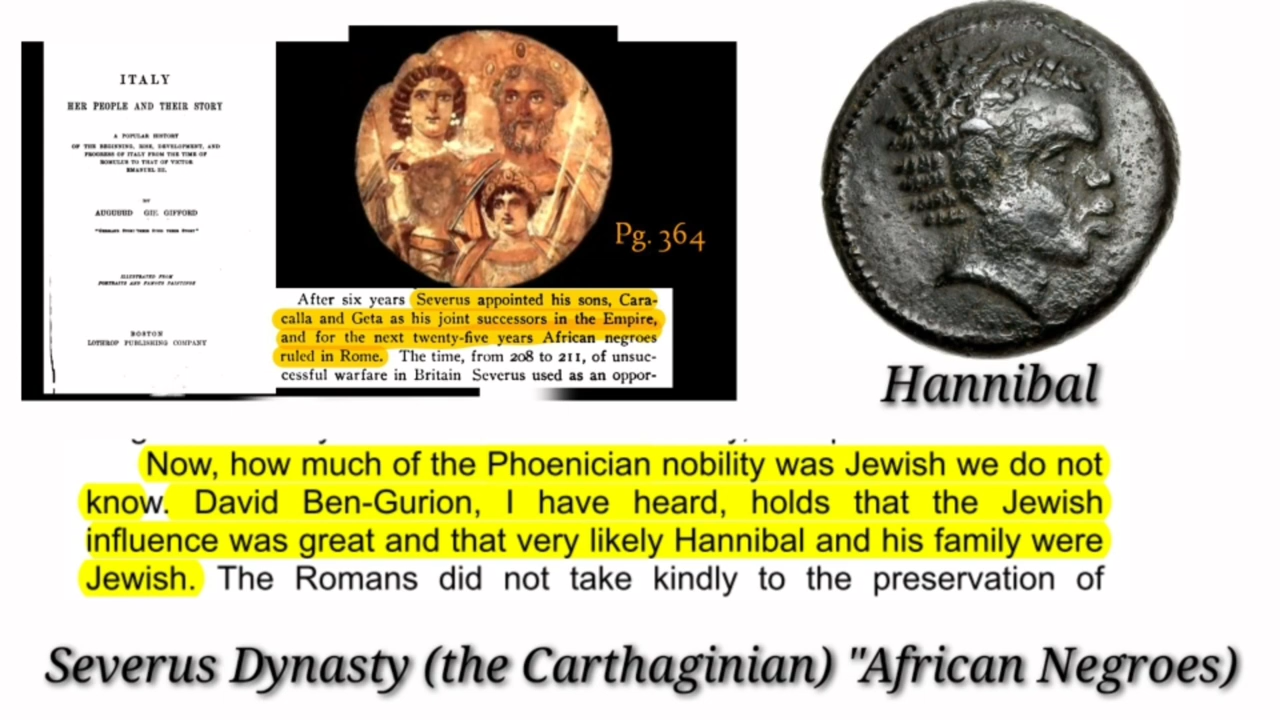 ITALY
HER PEOPLE AND THEIR STORY
A POPULAR HISTORY
OF THE BEGINNING, RISE, DEVELOPMENT, AND
PROGRESS OF ITALY FROM THE TIME OF
ROMULUS TO THAT OF VICTOR
EMANUEL III.
BY
GIFFORD
ILLUSTRATED FROM
PORTRAITS AND FAMOUS PAINTINGS
BOSTON
LOTHROP PUBLISHING COMPANY
Pg. 364
After six years Severus appointed his sons, Cara-
calla and Geta as his joint successors in the Empire,
and for the next twenty-five years African negroes
ruled in Rome. The time, from 208 to 211, of unsuc-
cessful warfare in Britain Severus used as an oppor-
Hannibal
Now, how much of the Phoenician nobility was Jewish we do not
know. David Ben-Gurion, I have heard, holds that the Jewish
influence was great and that very likely Hannibal and his family were
Jewish. The Romans did not take kindly to the preservation of
Severus Dynasty (the Carthaginian) "African Negroes)